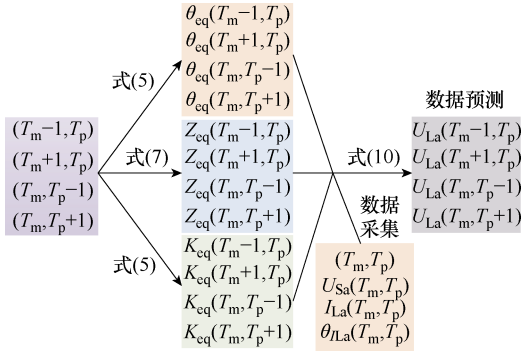 (Tm−1,Tp)
(Tm+1,Tp)
(Tm,Tp−1)
(Tm,Tp+1)
式(5)
式(7)
式(5)
θeq(Tm−1,Tp)
θeq(Tm+1,Tp)
θeq(Tm,Tp−1)
θeq(Tm,Tp+1)
Zeq(Tm−1,Tp)
Zeq(Tm+1,Tp)
Zeq(Tm,Tp−1)
Zeq(Tm,Tp+1)
Keq(Tm−1,Tp)
Keq(Tm+1,Tp)
Keq(Tm,Tp−1)
Keq(Tm,Tp+1)
式(10)
数据
采集
(Tm,Tp)
USa(Tm,Tp)
ILa(Tm,Tp)
θILa(Tm,Tp)
数据预测
ULa(Tm−1,Tp)
ULa(Tm+1,Tp)
ULa(Tm,Tp−1)
ULa(Tm,Tp+1)